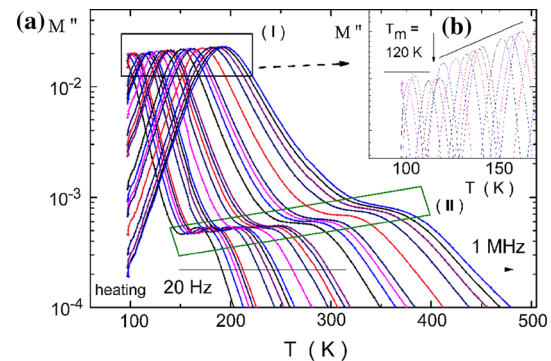 (a) M " ( I ) M " (b)
T
m
=
120 K
10⁻²
100 150
T ( K )
10⁻³
( II )
1 MHz
heating 20 Hz
10⁻⁴
100 200 300 400 500
T ( K )